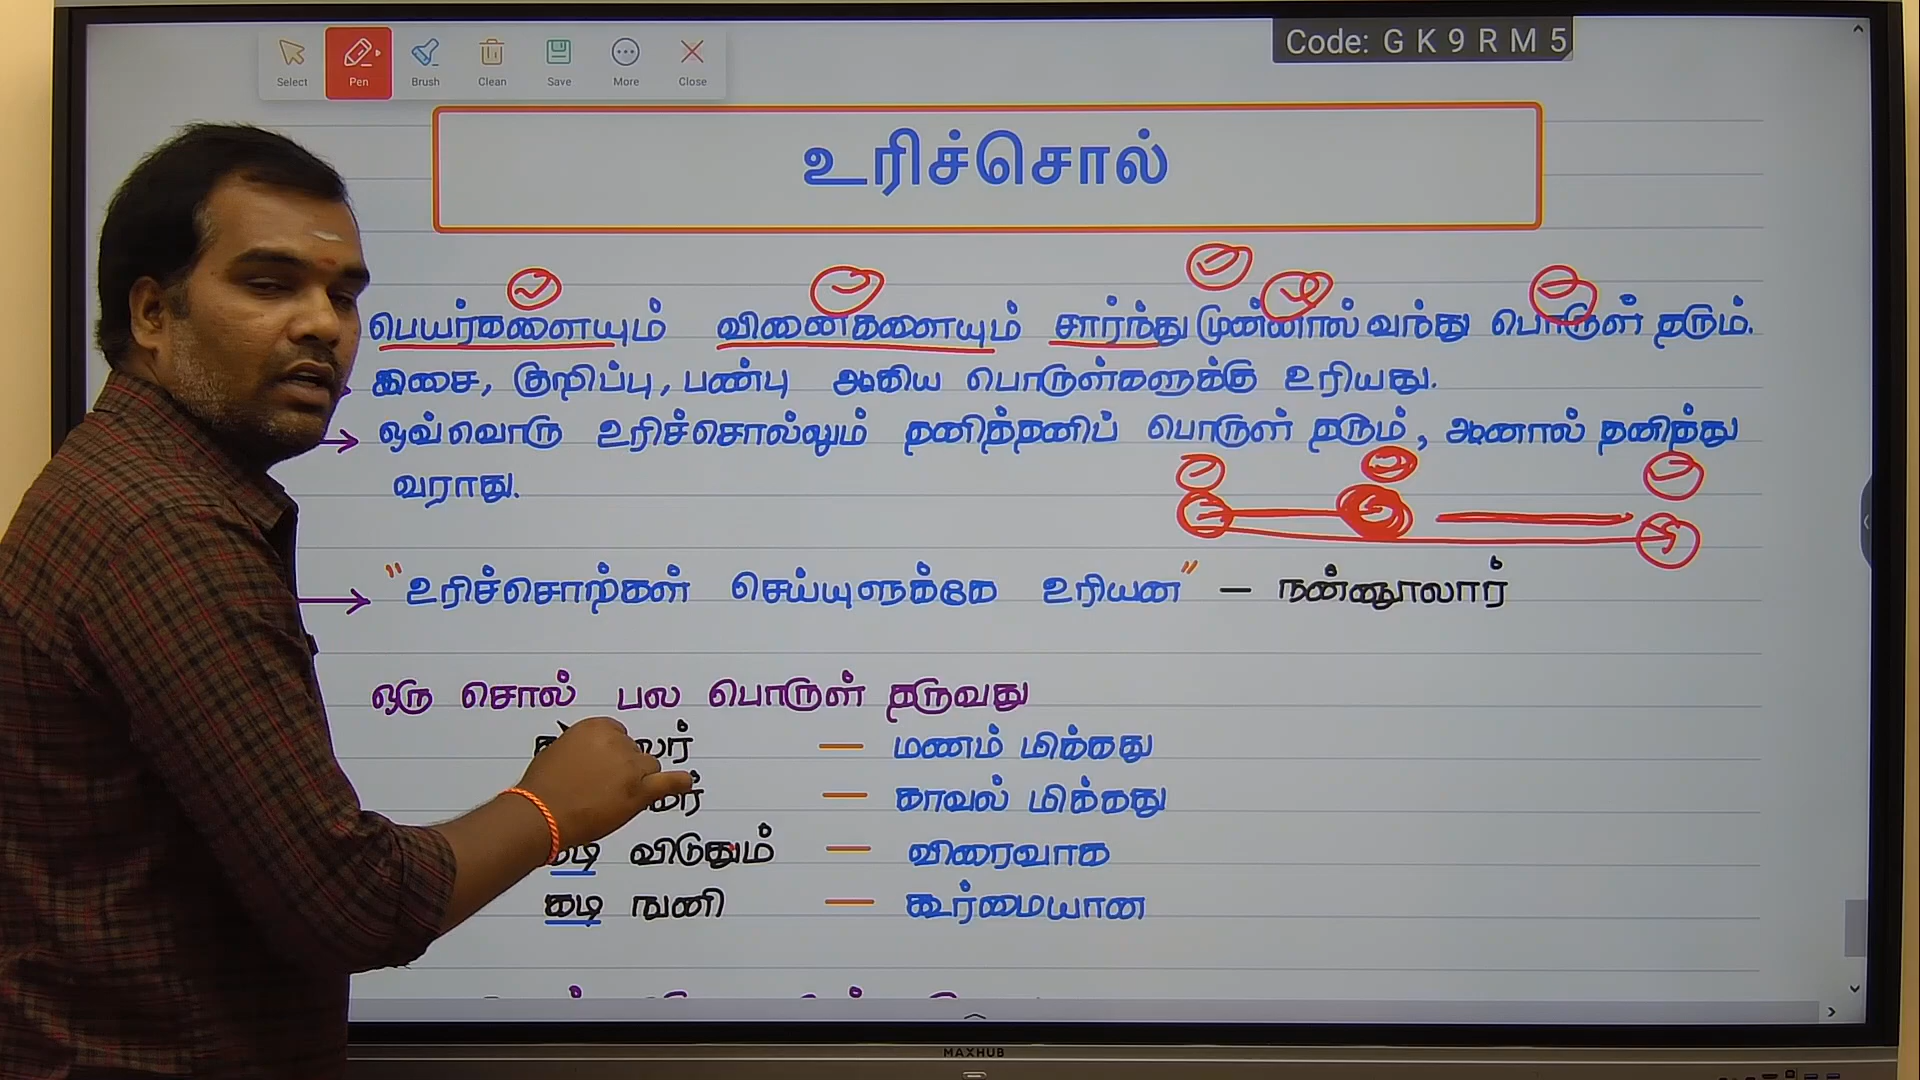 Code: G K 9 R M 5
Select Pen Brush Clean Save More Close
உரிச்சொல்
பெயர்களையும் வினைகளையும் சார்ந்து முன்னால் வந்து பொருள் தரும்.
இசை, குறிப்பு, பண்பு ஆகிய பொருள்களுக்கு உரியது.
ஒவ்வொரு உரிச்சொல்லும் தனித்தனிப் பொருள் தரும், ஆனால் தனித்து
வராது.
"உரிச்சொற்கள் செய்யுளுக்கே உரியன" – நன்னூலார்
ஒரு சொல் பல பொருள் தருவது
— மணம் மிக்கது
— காவல் மிக்கது
கடி விடுதும் — விரைவாக
கடி நுனி — கூர்மையான
MAXHUB